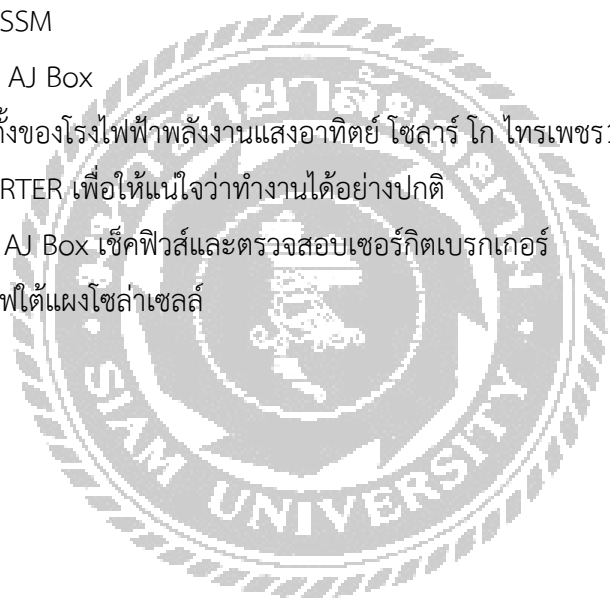 SSM
AJ Box
ตั้งของโรงไฟฟ้าพลังงานแสงอาทิตย์ โซลาร์ โก ไทรเพชร
RTER เพื่อให้แน่ใจว่าทำงานได้อย่างปกติ
AJ Box เช็คฟิวส์และตรวจสอบเซอร์กิตเบรกเกอร์
ฟใต้แผงโซล่าเซลล์
SIAM UNIVERSITY